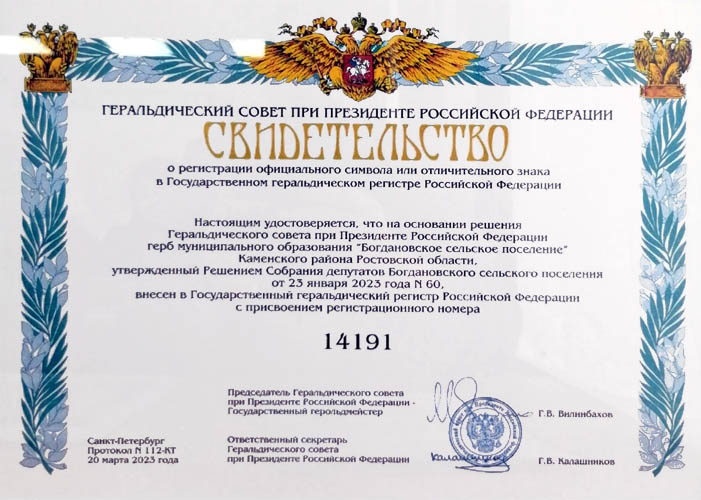 ГЕРАЛЬДИЧЕСКИЙ СОВЕТ ПРИ ПРЕЗИДЕНТЕ РОССИЙСКОЙ ФЕДЕРАЦИИ
СВИДЕТЕЛЬСТВО
о регистрации официального символа или отличительного знака
в Государственном геральдическом регистре Российской Федерации
Настоящим удостоверяется, что на основании решения
Геральдического совета при Президенте Российской Федерации
герб муниципального образования "Богдановское сельское поселение"
Каменского района Ростовской области,
утвержденный Решением Собрания депутатов Богдановского сельского поселения
от 23 января 2023 года N 60,
внесен в Государственный геральдический регистр Российской Федерации
с присвоением регистрационного номера
14191
Председатель Геральдического совета
при Президенте Российской Федерации -
Государственный герольдмейстер
Г.В. Вилинбахов
Санкт-Петербург
Протокол N 112-КТ
20 марта 2023 года
Ответственный секретарь
Геральдического совета
при Президенте Российской Федерации
Г.В. Калашников